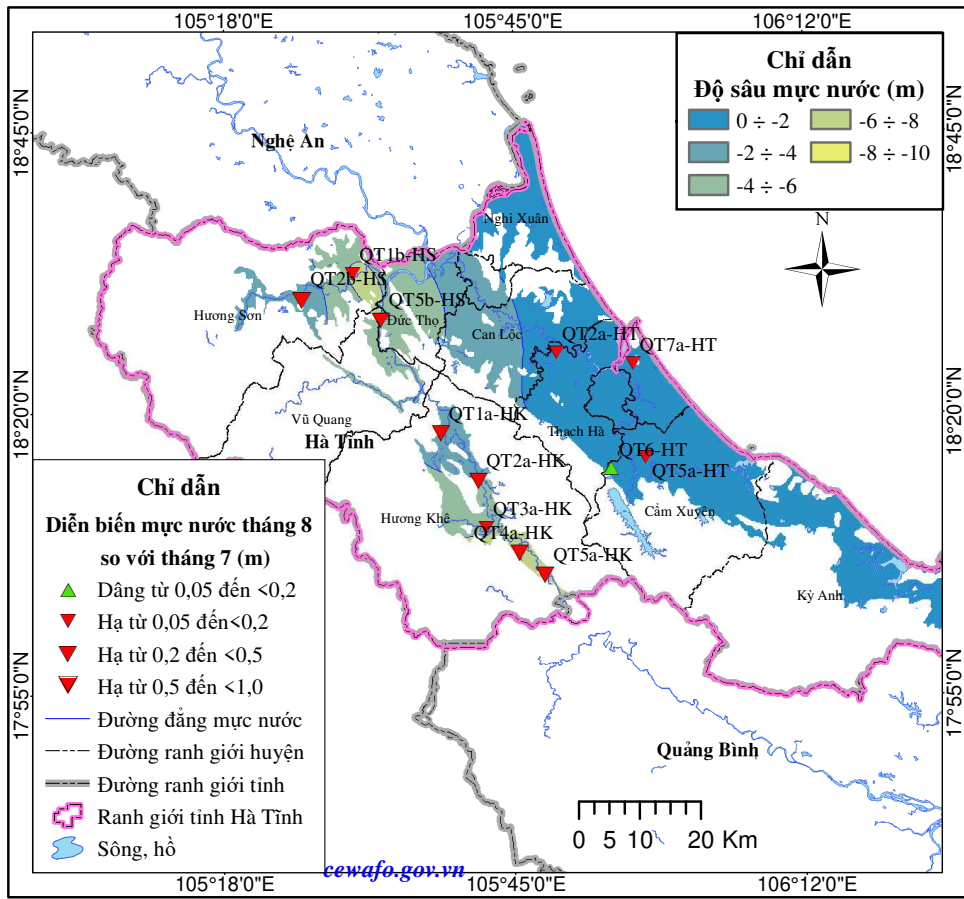 105°18'0"E
105°45'0"E
106°12'0"E
Chỉ dẫn
Độ sâu mực nước (m)
0 ÷ -2
-6 ÷ -8
-2 ÷ -4
-8 ÷ -10
-4 ÷ -6
N
18°45'0"N
18°45'0"N
Nghệ An
Nghi Xuân
QT1b-HS
QT2b-HS
QT5b-HS
Hương Sơn
Đức Thọ
Can Lộc
QT2a-HT
QT7a-HT
18°20'0"N
18°20'0"N
Vũ Quang
Hà Tĩnh
QT1a-HK
Thạch Hà
QT6-HT
QT5a-HT
QT2a-HK
QT3a-HK
Hương Khê
QT4a-HK
Cẩm Xuyên
QT5a-HK
Kỳ Anh
Chỉ dẫn
Diễn biến mực nước tháng 8
so với tháng 7 (m)
Dâng từ 0,05 đến <0,2
Hạ từ 0,05 đến<0,2
Hạ từ 0,2 đến <0,5
Hạ từ 0,5 đến <1,0
Đường đẳng mực nước
Đường ranh giới huyện
Đường ranh giới tỉnh
Ranh giới tỉnh Hà Tĩnh
Sông, hồ
17°55'0"N
17°55'0"N
Quảng Bình
0 5 10 20 Km
cewafo.gov.vn
105°18'0"E
105°45'0"E
106°12'0"E